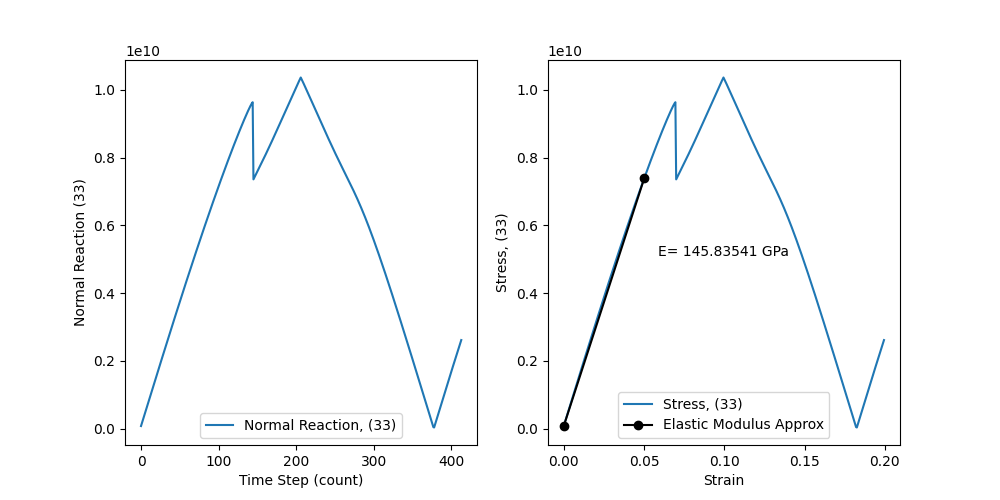 1e10
1.0
0.8
0.6
0.4
0.2
0.0
Normal Reaction (33)
0 100 200 300 400
Time Step (count)
Normal Reaction, (33)
1e10
1.0
0.8
0.6
0.4
0.2
0.0
Stress, (33)
E= 145.83541 GPa
Stress, (33)
Elastic Modulus Approx
0.00 0.05 0.10 0.15 0.20
Strain